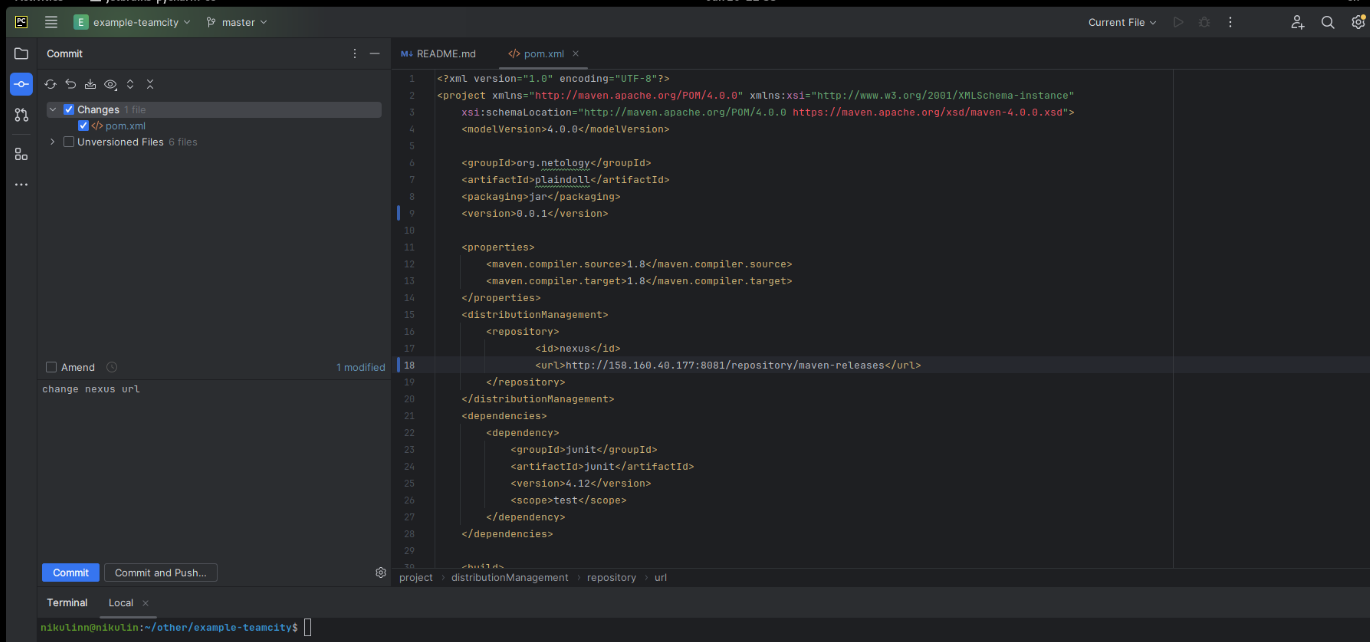 PC
E example-teamcity master
Current File
Commit
Changes 1 file
pom.xml
Unversioned Files 6 files
Amend
1 modified
change nexus url
Commit
Commit and Push...
M↓ README.md
</> pom.xml
1 <?xml version="1.0" encoding="UTF-8"?>
2 <project xmlns="http://maven.apache.org/POM/4.0.0" xmlns:xsi="http://www.w3.org/2001/XMLSchema-instance"
3 xsi:schemaLocation="http://maven.apache.org/POM/4.0.0 https://maven.apache.org/xsd/maven-4.0.0.xsd">
4 <modelVersion>4.0.0</modelVersion>
5
6 <groupId>org.netology</groupId>
7 <artifactId>plaindoll</artifactId>
8 <packaging>jar</packaging>
9 <version>0.0.1</version>
10
11 <properties>
12 <maven.compiler.source>1.8</maven.compiler.source>
13 <maven.compiler.target>1.8</maven.compiler.target>
14 </properties>
15 <distributionManagement>
16 <repository>
17 <id>nexus</id>
18 <url>http://158.160.40.177:8081/repository/maven-releases</url>
19 </repository>
20 </distributionManagement>
21 <dependencies>
22 <dependency>
23 <groupId>junit</groupId>
24 <artifactId>junit</artifactId>
25 <version>4.12</version>
26 <scope>test</scope>
27 </dependency>
28 </dependencies>
29
30 <build>
project › distributionManagement › repository › url
Terminal Local
nikulinn@nikulin:~/other/example-teamcity$